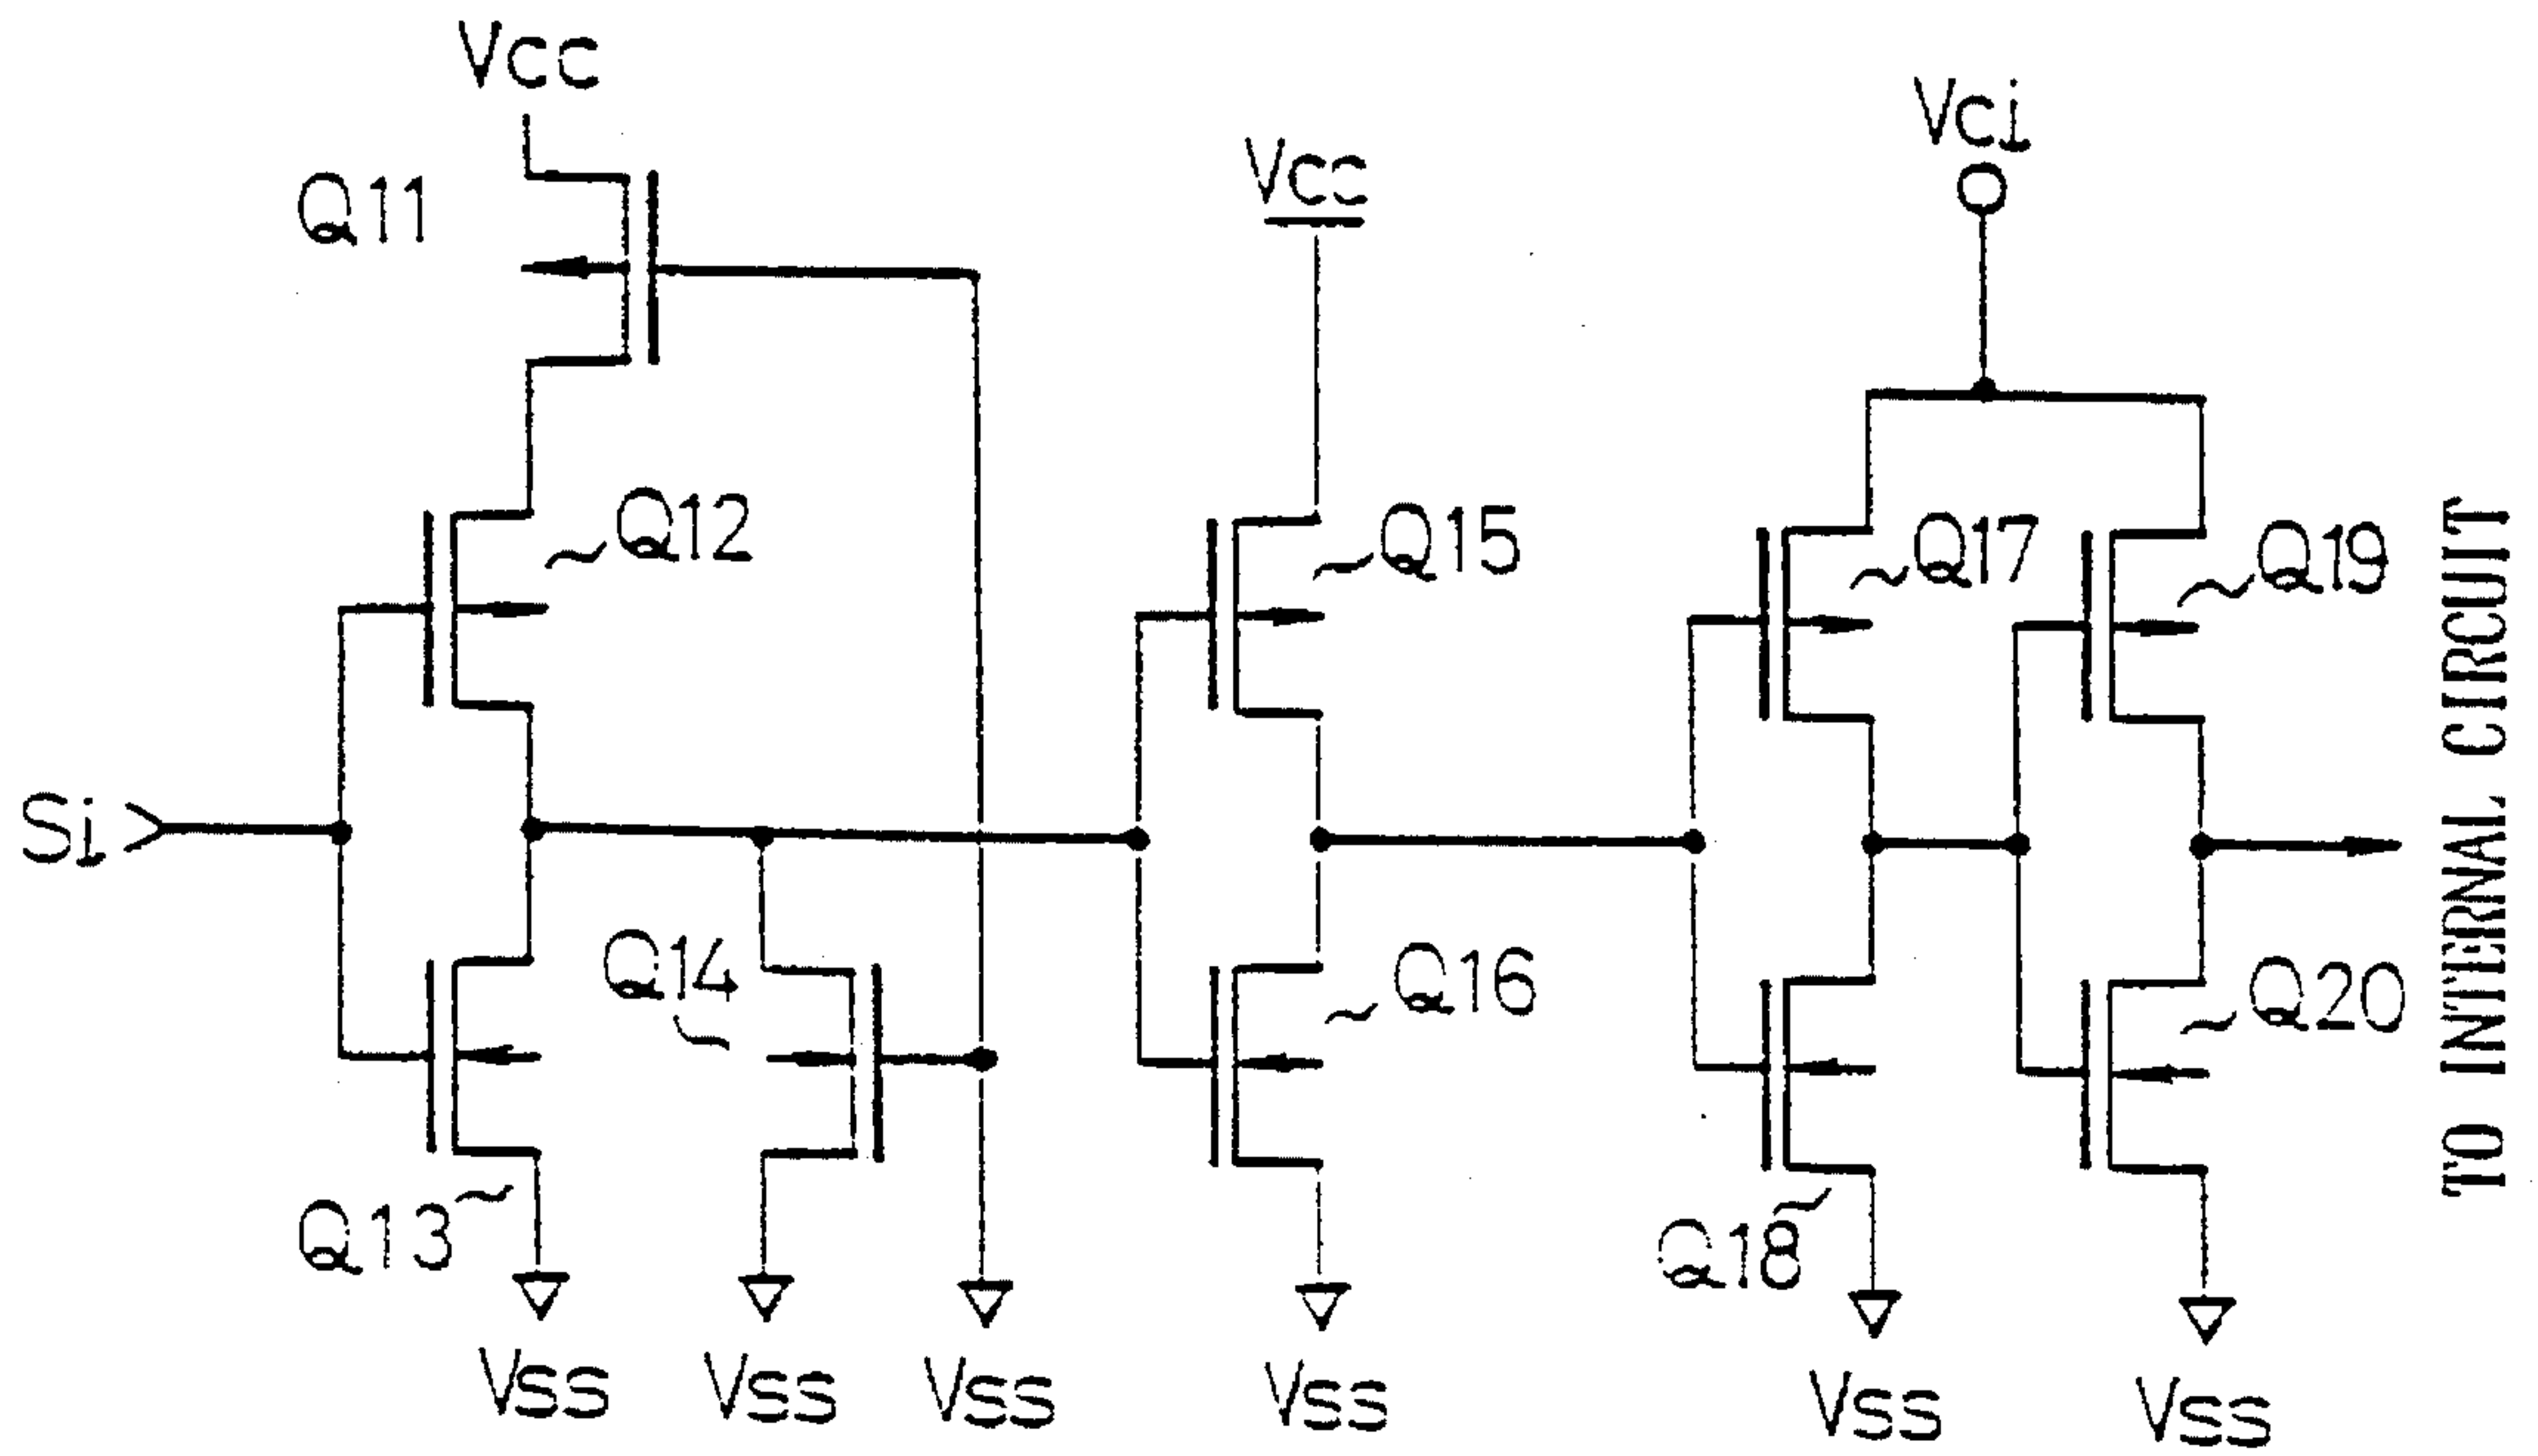 Vcc
Vci
Vcc
Q11
Q12
Q15
Q17
Q19
Si
Q14
Q16
Q20
Q13
Q18
Vss
Vss
Vss
Vss
Vss
Vss
TO INTERNAL CIRCUIT